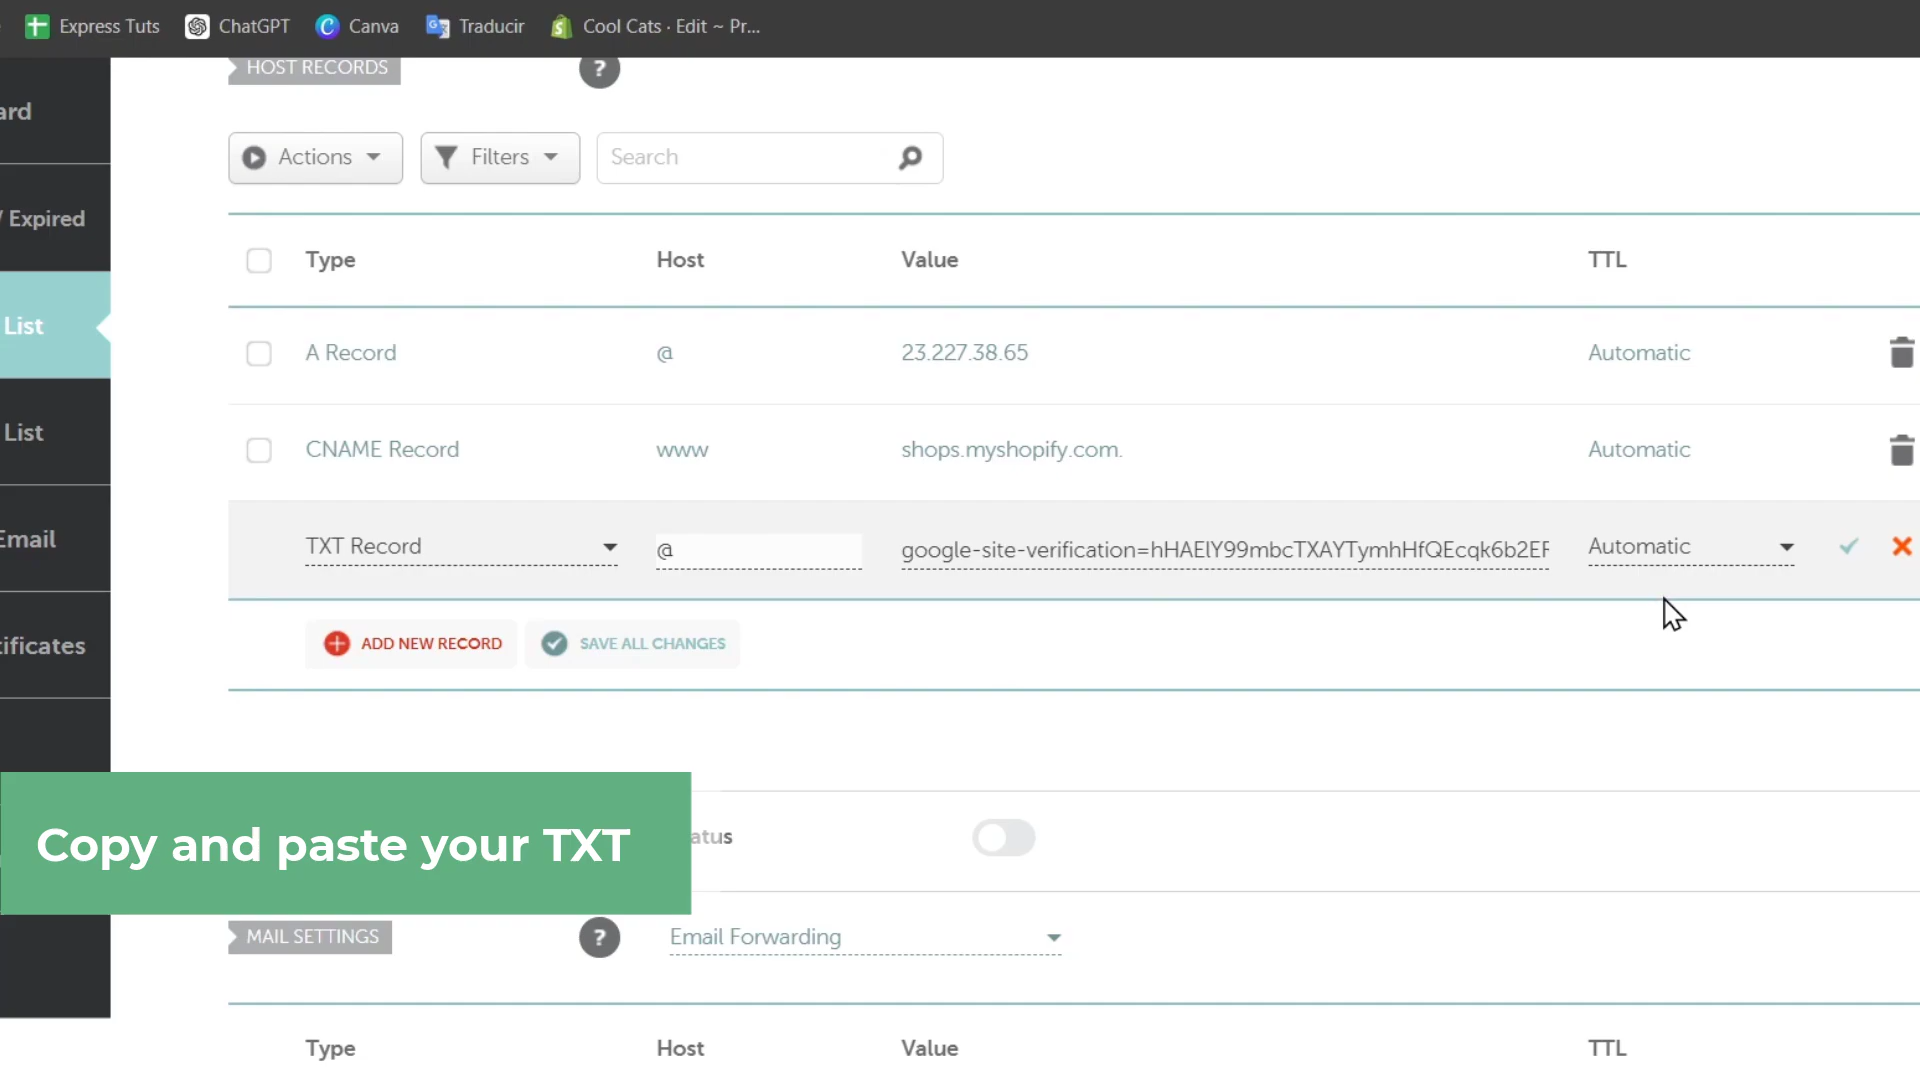 Express Tuts
ChatGPT
Canva
Traducir
Cool Cats · Edit ~ Pr...
HOST RECORDS
?
ard
Actions
Filters
Search
/ Expired
Type Host Value TTL
List
A Record @ 23.227.38.65 Automatic
List
CNAME Record www shops.myshopify.com. Automatic
Email
TXT Record @ google-site-verification=hHAElY99mbcTXAYTymhHfQEcqk6b2EF Automatic
ADD NEW RECORD
SAVE ALL CHANGES
tificates
Copy and paste your TXT
atus
MAIL SETTINGS
?
Email Forwarding
Type Host Value TTL